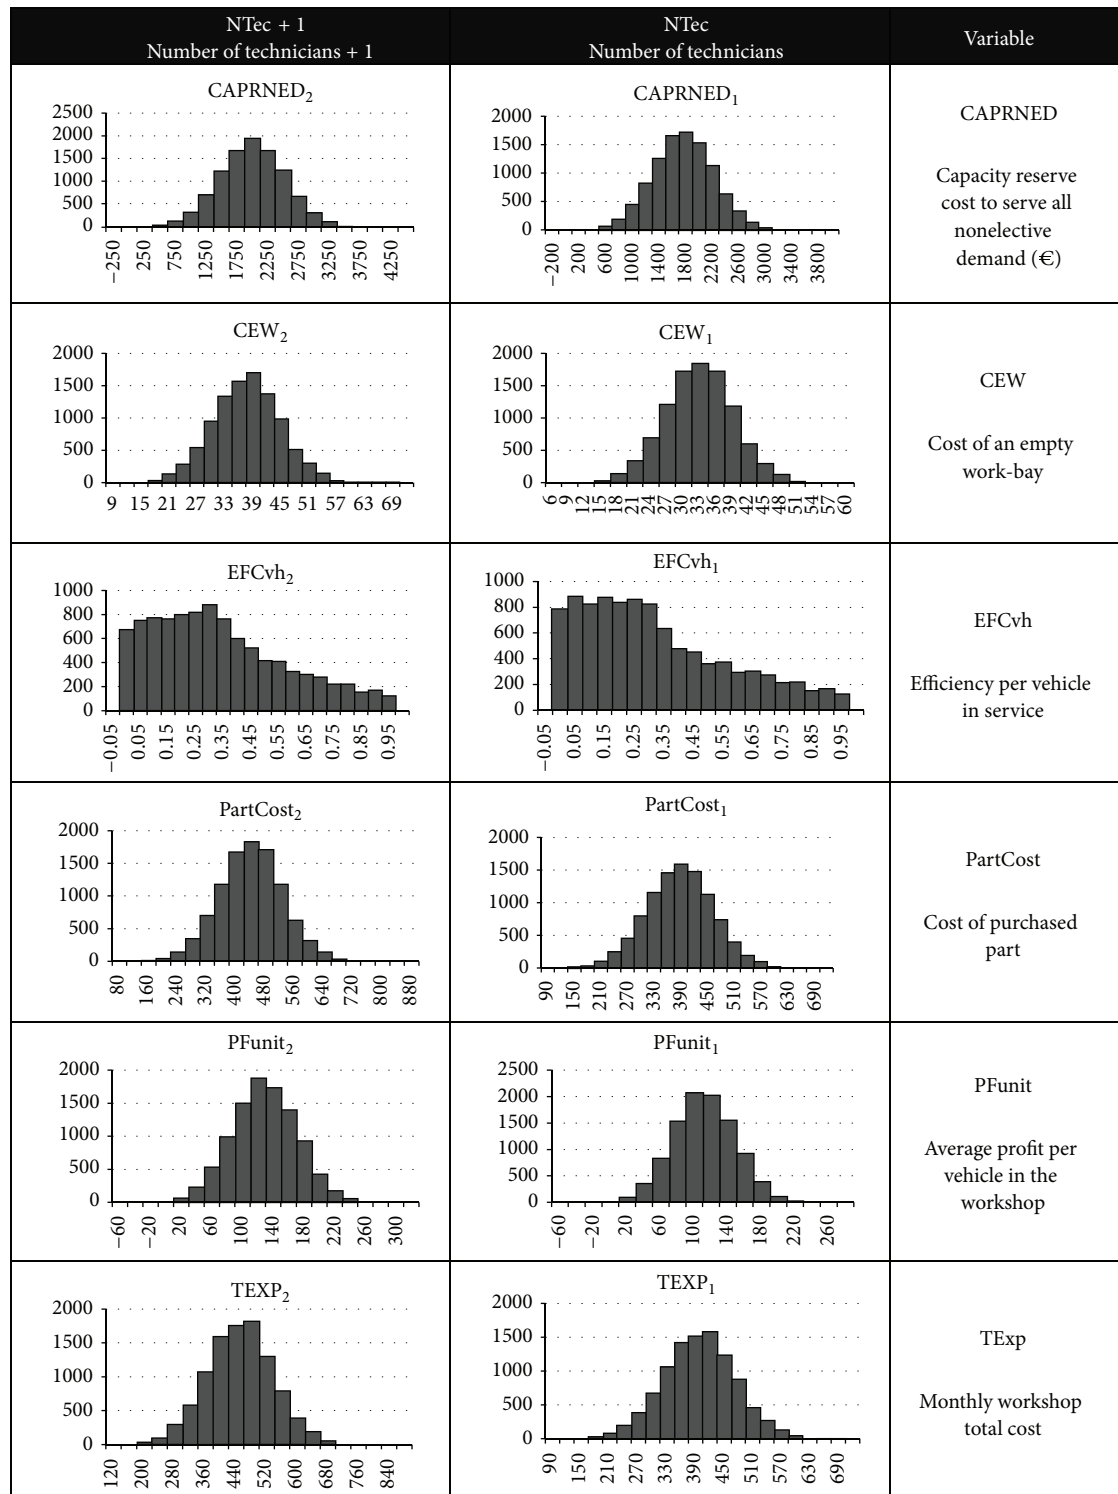 NTec + 1
Number of technicians + 1
NTec
Number of technicians
Variable
CAPRNED₂
2500
2000
1500
1000
500
0
−250 250 750 1250 1750 2250 2750 3250 3750 4250
CAPRNED₁
2000
1500
1000
500
0
−200 200 600 1000 1400 1800 2200 2600 3000 3400 3800
CAPRNED
Capacity reserve
cost to serve all
nonelective
demand (€)
CEW₂
2000
1500
1000
500
0
9 15 21 27 33 39 45 51 57 63 69
CEW₁
2000
1500
1000
500
0
6 9 12 15 18 21 24 27 30 33 36 39 42 45 48 51 54 57 60
CEW
Cost of an empty
work-bay
EFCvh₂
1000
800
600
400
200
0
−0.05 0.05 0.15 0.25 0.35 0.45 0.55 0.65 0.75 0.85 0.95
EFCvh₁
1000
800
600
400
200
0
−0.05 0.05 0.15 0.25 0.35 0.45 0.55 0.65 0.75 0.85 0.95
EFCvh
Efficiency per vehicle
in service
PartCost₂
2000
1500
1000
500
0
80 160 240 320 400 480 560 640 720 800 880
PartCost₁
2000
1500
1000
500
0
90 150 210 270 330 390 450 510 570 630 690
PartCost
Cost of purchased
part
PFunit₂
2000
1500
1000
500
0
−60 −20 20 60 100 140 180 220 260 300
PFunit₁
2500
2000
1500
1000
500
0
−60 −20 20 60 100 140 180 220 260
PFunit
Average profit per
vehicle in the
workshop
TEXP₂
2000
1500
1000
500
0
120 200 280 360 440 520 600 680 760 840
TEXP₁
2000
1500
1000
500
0
90 150 210 270 330 390 450 510 570 630 690
TExp
Monthly workshop
total cost